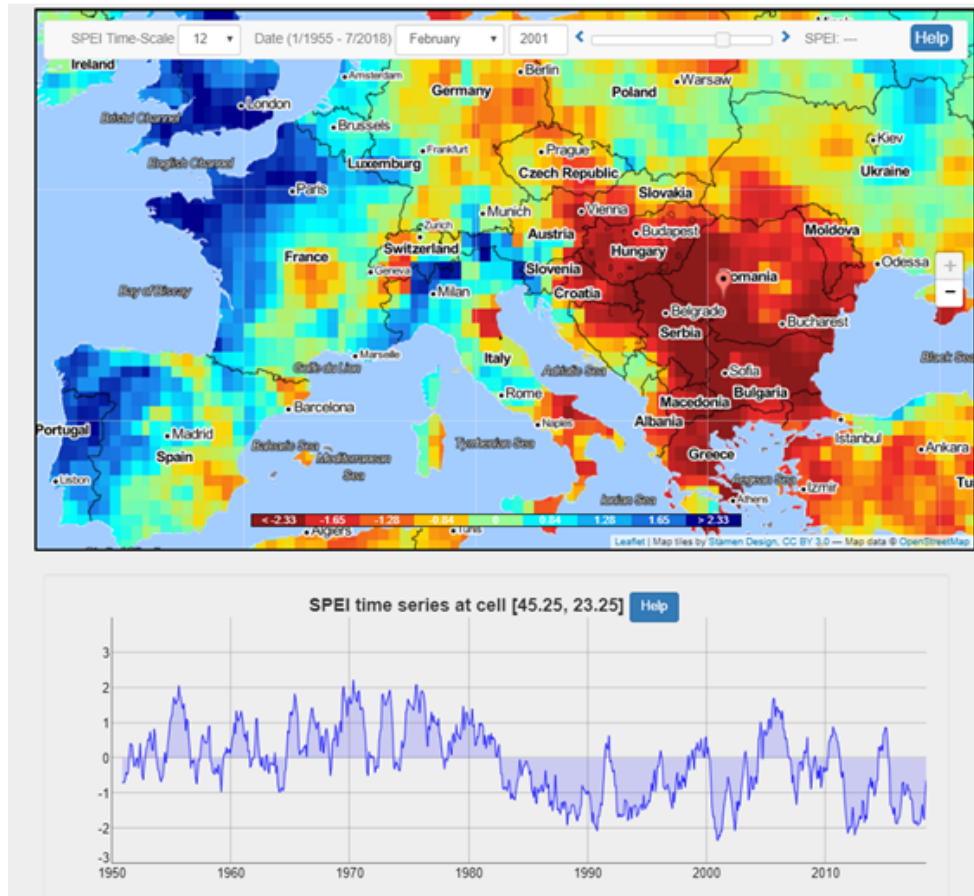 SPEI Time-Scale 12 Date (1/1955 - 7/2018) February 2001 < > SPEI: --- Help
Ireland
Amsterdam
Berlin
Warsaw
London
Germany
Poland
Bristol Channel
Brussels
Kiev
English Channel
Luxemburg
Frankfurt
Prague
Czech Republic
Ukraine
Paris
Slovakia
Munich
Vienna
Zurich
Austria
Budapest
Moldova
Switzerland
Hungary
France
Geneva
Slovenia
omania
Odessa
Bay of Biscay
Milan
Croatia
+
−
Belgrade
Bucharest
Serbia
Marseille
Golfo du Lion
Italy
Adriatic Sea
Sofia
Black Sea
Rome
Bulgaria
Barcelona
Macedonia
Portugal
Madrid
Naples
Albania
Istanbul
Spain
Balearic Sea
Mediterranean
Sea
Tyrrhenian Sea
Ankara
Greece
Lisbon
Aegean Sea
Izmir
Tu
Ionian Sea
Athens
< -2.33 -1.65 -1.28 -0.84 0 0.84 1.28 1.65 > 2.33
Algiers
Tunis
Leaflet | Map tiles by Stamen Design, CC BY 3.0 — Map data © OpenStreetMap
SPEI time series at cell [45.25, 23.25] Help
3
2
1
0
-1
-2
-3
1950 1960 1970 1980 1990 2000 2010